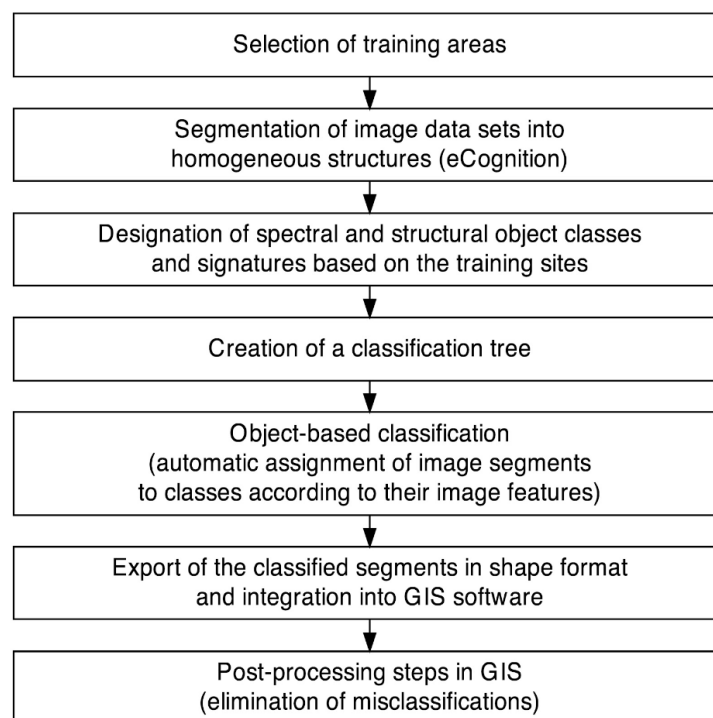 Selection of training areas
Segmentation of image data sets into
homogeneous structures (eCognition)
Designation of spectral and structural object classes
and signatures based on the training sites
Creation of a classification tree
Object-based classification
(automatic assignment of image segments
to classes according to their image features)
Export of the classified segments in shape format
and integration into GIS software
Post-processing steps in GIS
(elimination of misclassifications)